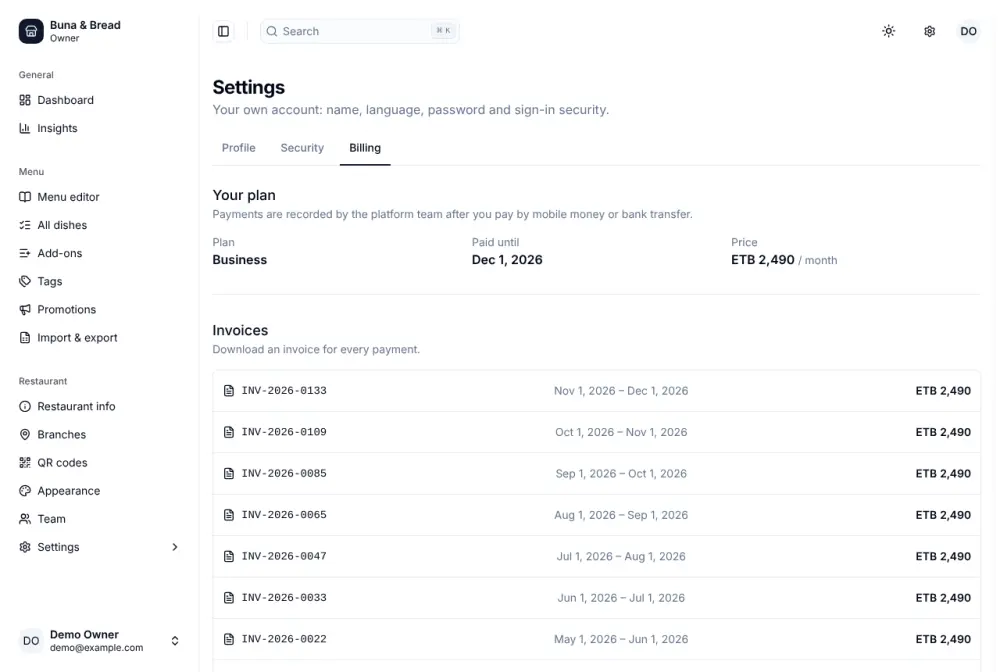 Buna & Bread
Owner
Search
⌘ K
DO
General
Dashboard
Insights
Menu
Menu editor
All dishes
Add-ons
Tags
Promotions
Import & export
Restaurant
Restaurant info
Branches
QR codes
Appearance
Team
Settings
DO
Demo Owner
demo@example.com
Settings
Your own account: name, language, password and sign-in security.
Profile Security Billing
Your plan
Payments are recorded by the platform team after you pay by mobile money or bank transfer.
Plan Paid until Price
Business Dec 1, 2026 ETB 2,490 / month
Invoices
Download an invoice for every payment.
INV-2026-0133 Nov 1, 2026 – Dec 1, 2026 ETB 2,490
INV-2026-0109 Oct 1, 2026 – Nov 1, 2026 ETB 2,490
INV-2026-0085 Sep 1, 2026 – Oct 1, 2026 ETB 2,490
INV-2026-0065 Aug 1, 2026 – Sep 1, 2026 ETB 2,490
INV-2026-0047 Jul 1, 2026 – Aug 1, 2026 ETB 2,490
INV-2026-0033 Jun 1, 2026 – Jul 1, 2026 ETB 2,490
INV-2026-0022 May 1, 2026 – Jun 1, 2026 ETB 2,490